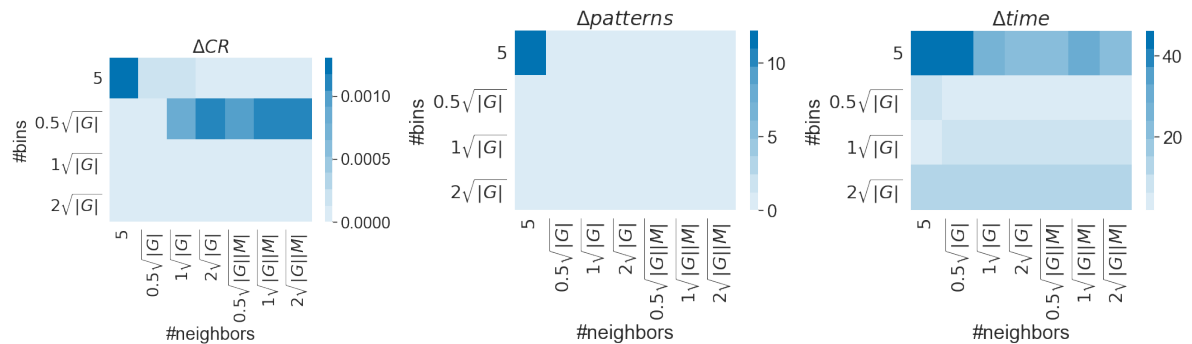 ΔCR
#bins
5
0.5√|G|
1√|G|
2√|G|
0.0010
0.0005
0.0000
5
0.5√|G|
1√|G|
2√|G|
0.5√|G||M|
1√|G||M|
2√|G||M|
#neighbors
Δpatterns
#bins
5
0.5√|G|
1√|G|
2√|G|
10
5
0
5
0.5√|G|
1√|G|
2√|G|
0.5√|G||M|
1√|G||M|
2√|G||M|
#neighbors
Δtime
#bins
5
0.5√|G|
1√|G|
2√|G|
40
20
5
0.5√|G|
1√|G|
2√|G|
0.5√|G||M|
1√|G||M|
2√|G||M|
#neighbors